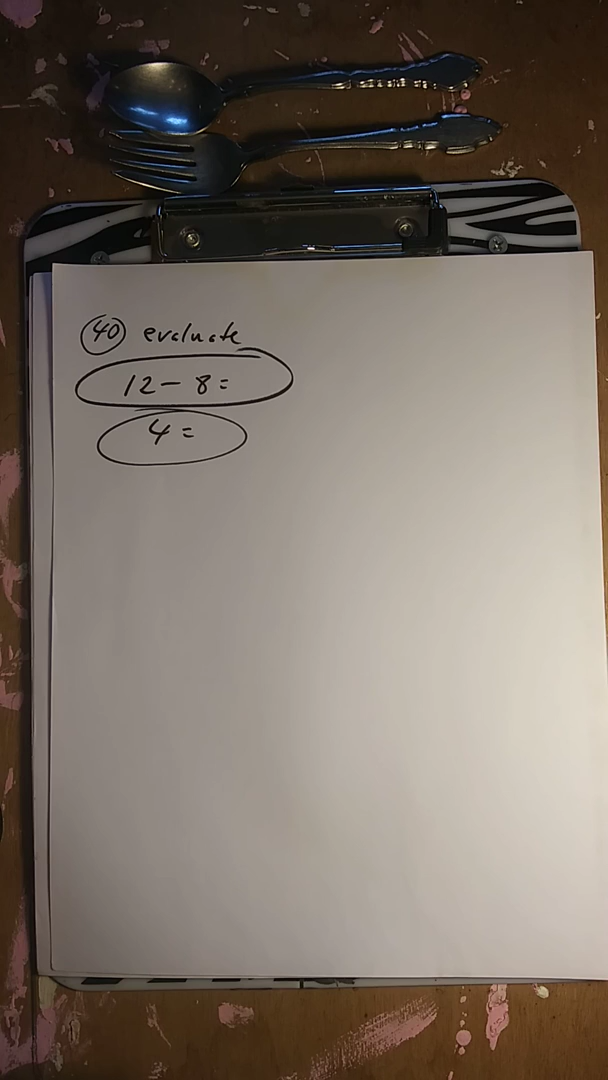 40 evaluate
12 - 8 =
4 =